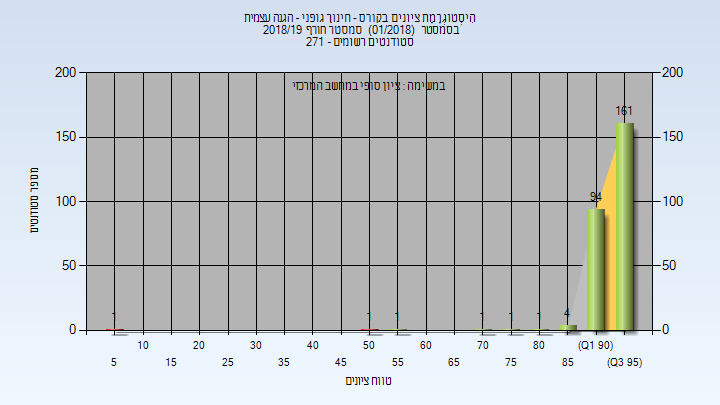 היסטוגרמת ציונים בקורס - חינוך גופני - הגנה עצמית
בסמסטר (01/2018) סמסטר חורף 2018/19
סטודנטים רשומים - 271
במשימה : ציון סופי במחשב המרכזי
200 200
150 150
100 100
50 50
0 0
מספר סטודנטים
1 1 1 1 1 1 4 94 161
10 20 30 40 50 60 70 80 (Q1 90)
5 15 25 35 45 55 65 75 85 (Q3 95)
טווח ציונים